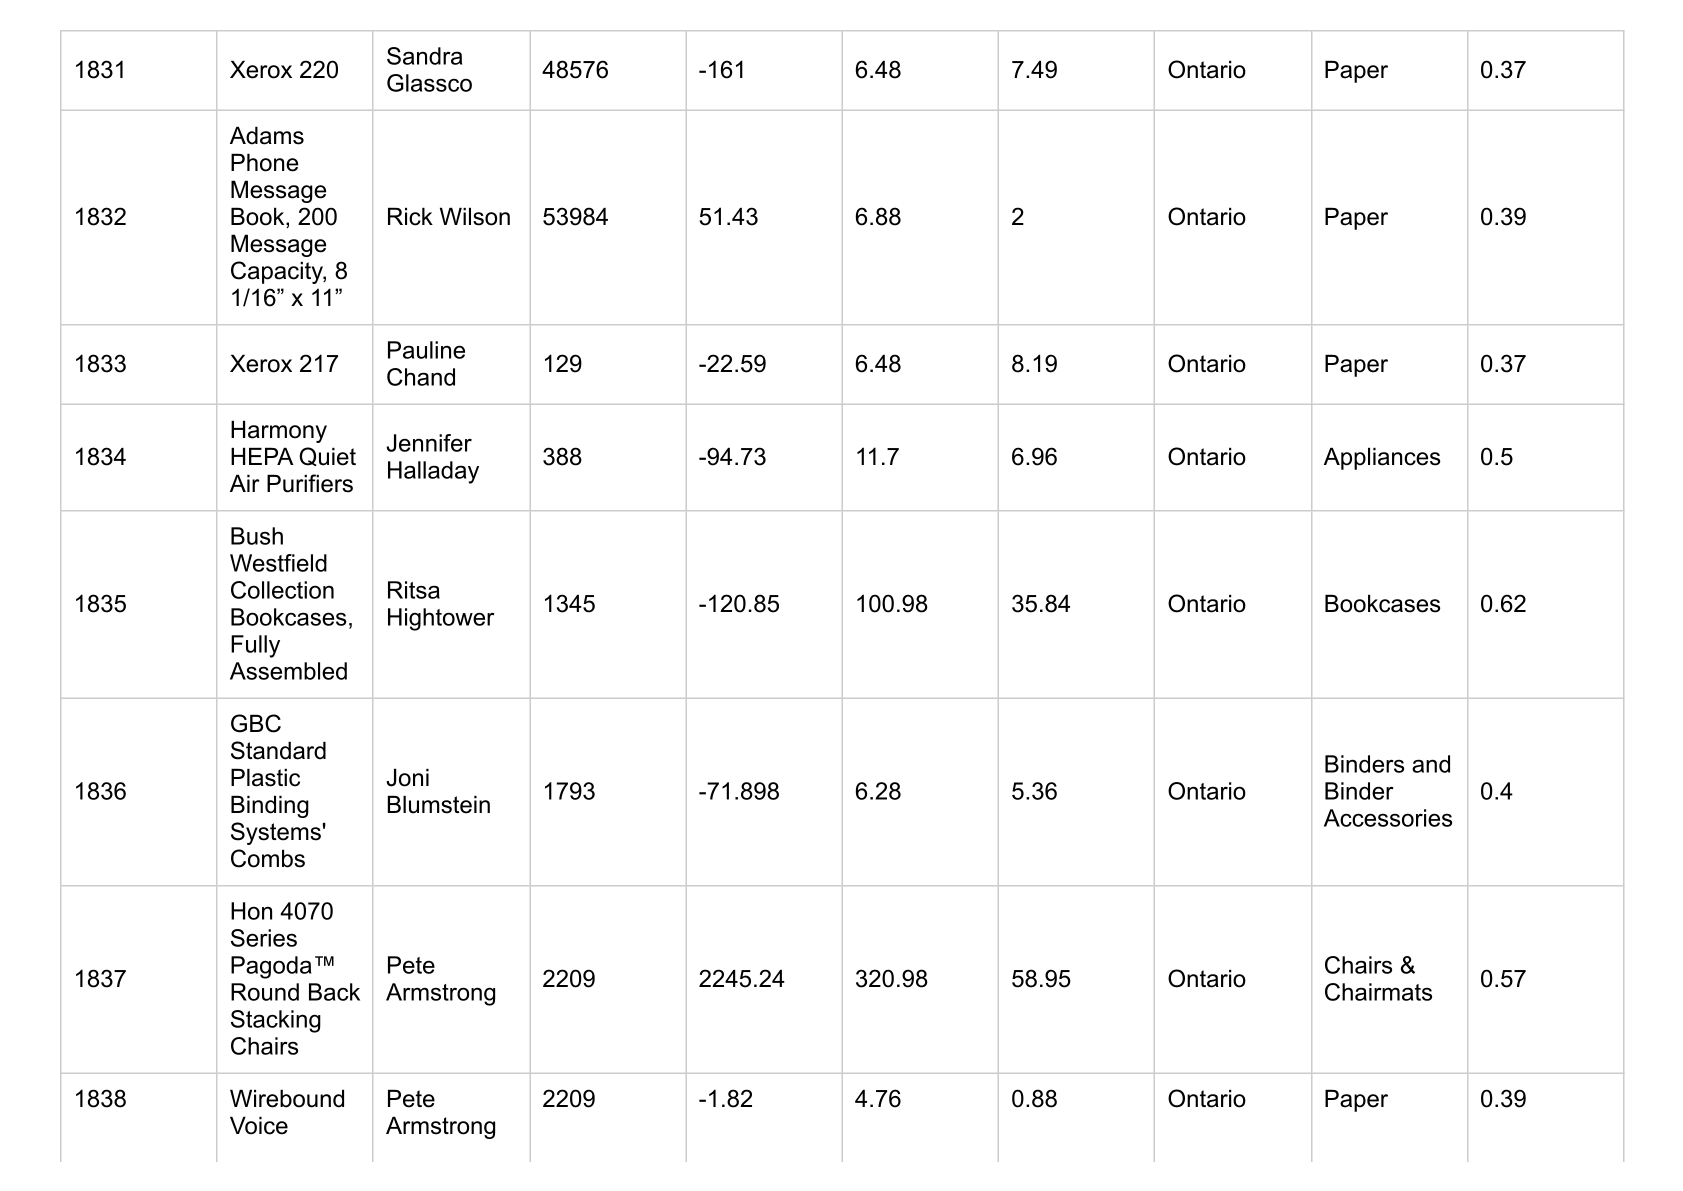 1831 Xerox 220 Sandra Glassco 48576 -161 6.48 7.49 Ontario Paper 0.37
1832 Adams Phone Message Book, 200 Message Capacity, 8 1/16” x 11” Rick Wilson 53984 51.43 6.88 2 Ontario Paper 0.39
1833 Xerox 217 Pauline Chand 129 -22.59 6.48 8.19 Ontario Paper 0.37
1834 Harmony HEPA Quiet Air Purifiers Jennifer Halladay 388 -94.73 11.7 6.96 Ontario Appliances 0.5
1835 Bush Westfield Collection Bookcases, Fully Assembled Ritsa Hightower 1345 -120.85 100.98 35.84 Ontario Bookcases 0.62
1836 GBC Standard Plastic Binding Systems' Combs Joni Blumstein 1793 -71.898 6.28 5.36 Ontario Binders and Binder Accessories 0.4
1837 Hon 4070 Series Pagoda™ Round Back Stacking Chairs Pete Armstrong 2209 2245.24 320.98 58.95 Ontario Chairs & Chairmats 0.57
1838 Wirebound Voice Pete Armstrong 2209 -1.82 4.76 0.88 Ontario Paper 0.39